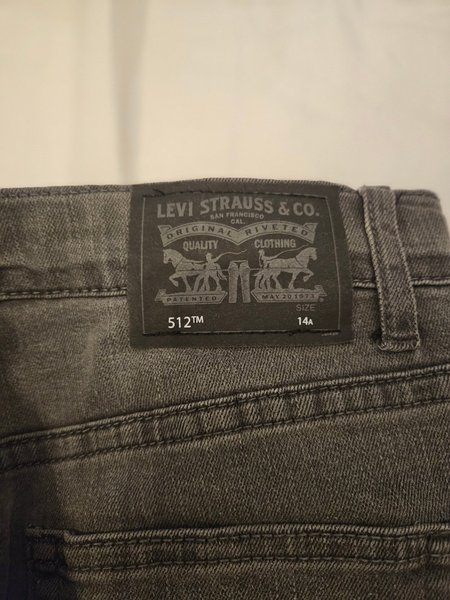 LEVI STRAUSS & CO.
SAN FRANCISCO
CAL.
ORIGINAL RIVETED
QUALITY CLOTHING
PATENTED MAY 20 1873
SIZE
512™ 14A